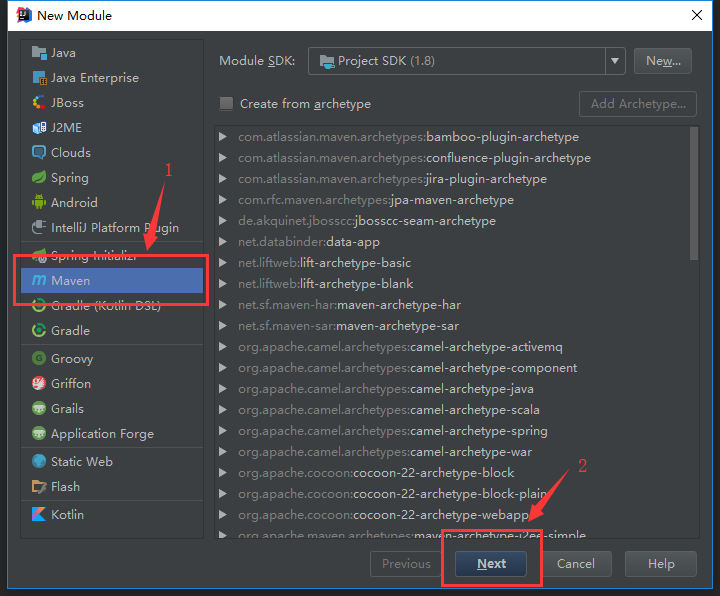 New Module
Java
Java Enterprise
JBoss
J2ME
Clouds
Spring
Android
IntelliJ Platform Plugin
Spring Initializr
Maven
Gradle (Kotlin DSL)
Gradle
Groovy
Griffon
Grails
Application Forge
Static Web
Flash
Kotlin
1
Module SDK: Project SDK (1.8) New...
Create from archetype Add Archetype...
com.atlassian.maven.archetypes:bamboo-plugin-archetype
com.atlassian.maven.archetypes:confluence-plugin-archetype
com.atlassian.maven.archetypes:jira-plugin-archetype
com.rfc.maven.archetypes:jpa-maven-archetype
de.akquinet.jbosscc:jbosscc-seam-archetype
net.databinder:data-app
net.liftweb:lift-archetype-basic
net.liftweb:lift-archetype-blank
net.sf.maven-har:maven-archetype-har
net.sf.maven-sar:maven-archetype-sar
org.apache.camel.archetypes:camel-archetype-activemq
org.apache.camel.archetypes:camel-archetype-component
org.apache.camel.archetypes:camel-archetype-java
org.apache.camel.archetypes:camel-archetype-scala
org.apache.camel.archetypes:camel-archetype-spring
org.apache.camel.archetypes:camel-archetype-war
org.apache.cocoon:cocoon-22-archetype-block
org.apache.cocoon:cocoon-22-archetype-block-plain
org.apache.cocoon:cocoon-22-archetype-webapp
org.apache.maven.archetypes:maven-archetype-j2ee-simple
2
Previous Next Cancel Help